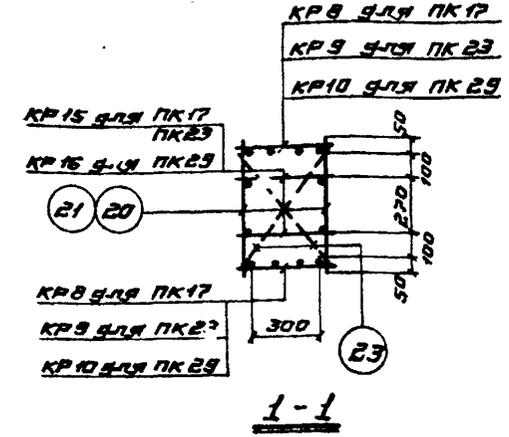 КР8 для ПК17
КР9 для ПК23
КР10 для ПК29
КР15 для ПК17
ПК23
КР16 для ПК29
21 20
50
100
270
100
50
КР8 для ПК17
КР9 для ПК2
КР10 для ПК29
300
23
1-1